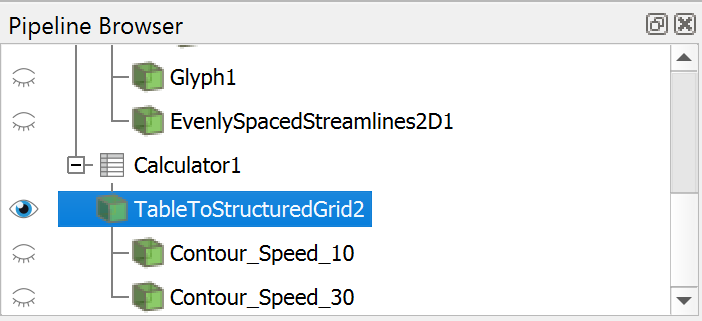 Pipeline Browser
Glyph1
EvenlySpacedStreamlines2D1
Calculator1
TableToStructuredGrid2
Contour_Speed_10
Contour_Speed_30